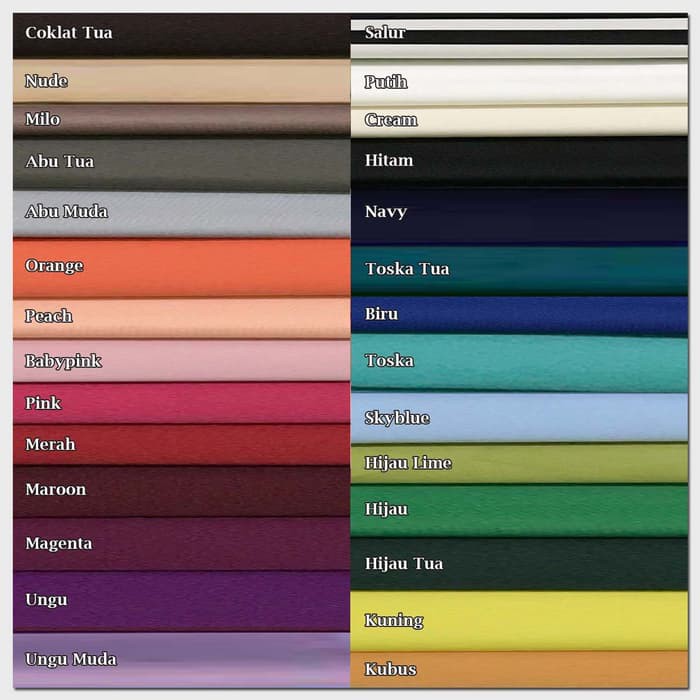 Coklat Tua
Nude
Milo
Abu Tua
Abu Muda
Orange
Peach
Babypink
Pink
Merah
Maroon
Magenta
Ungu
Ungu Muda
Salur
Putih
Cream
Hitam
Navy
Toska Tua
Biru
Toska
Skyblue
Hijau Lime
Hijau
Hijau Tua
Kuning
Kubus